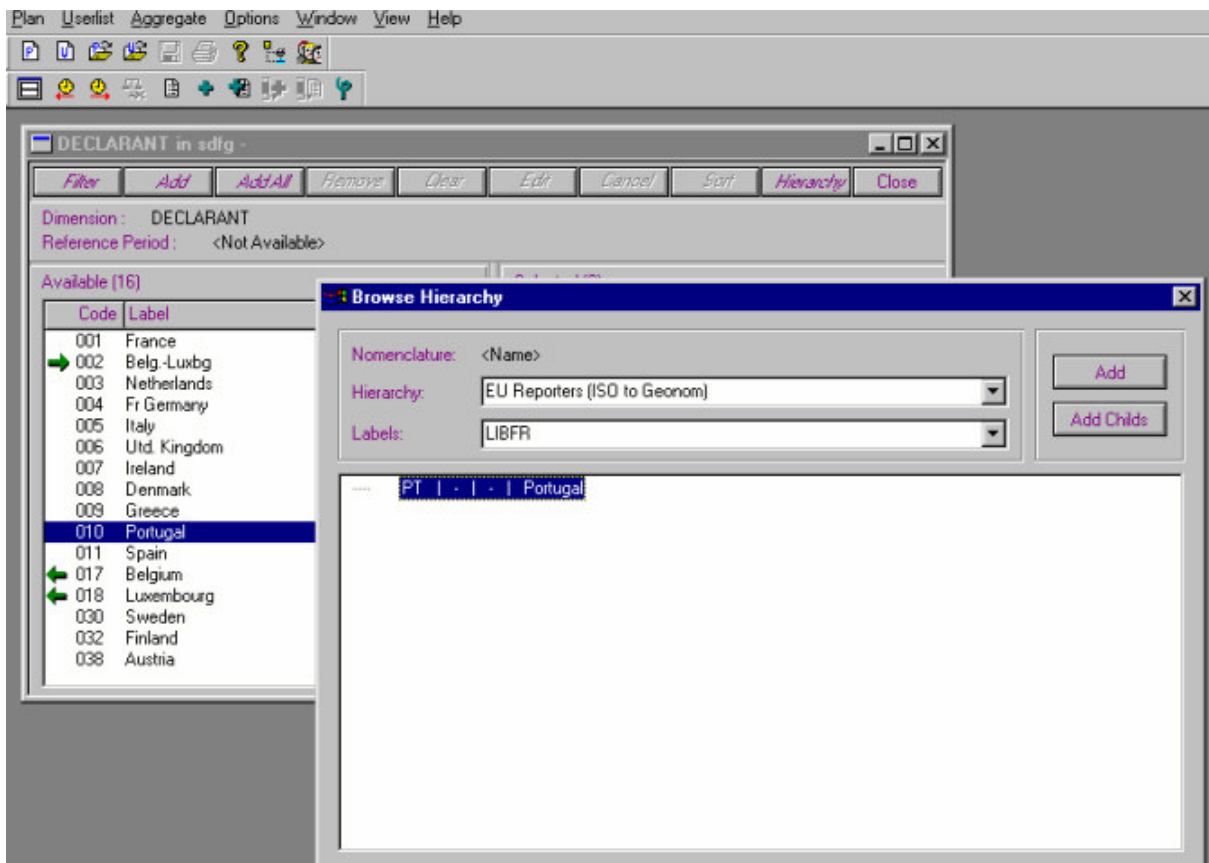 Plan Userlist Aggregate Options Window View Help
DECLARANT in sdfg -
Filter Add Add All Remove Clear Edit Cancel Sort Hierarchy Close
Dimension : DECLARANT
Reference Period : <Not Available>
Available (16)
Code Label
001 France
002 Belg.-Luxbg
003 Netherlands
004 Fr Germany
005 Italy
006 Utd. Kingdom
007 Ireland
008 Denmark
009 Greece
010 Portugal
011 Spain
017 Belgium
018 Luxembourg
030 Sweden
032 Finland
038 Austria
Browse Hierarchy
Nomenclature: <Name>
Hierarchy: EU Reporters (ISO to Geonom)
Labels: LIBFR
Add
Add Childs
PT | - | - | Portugal